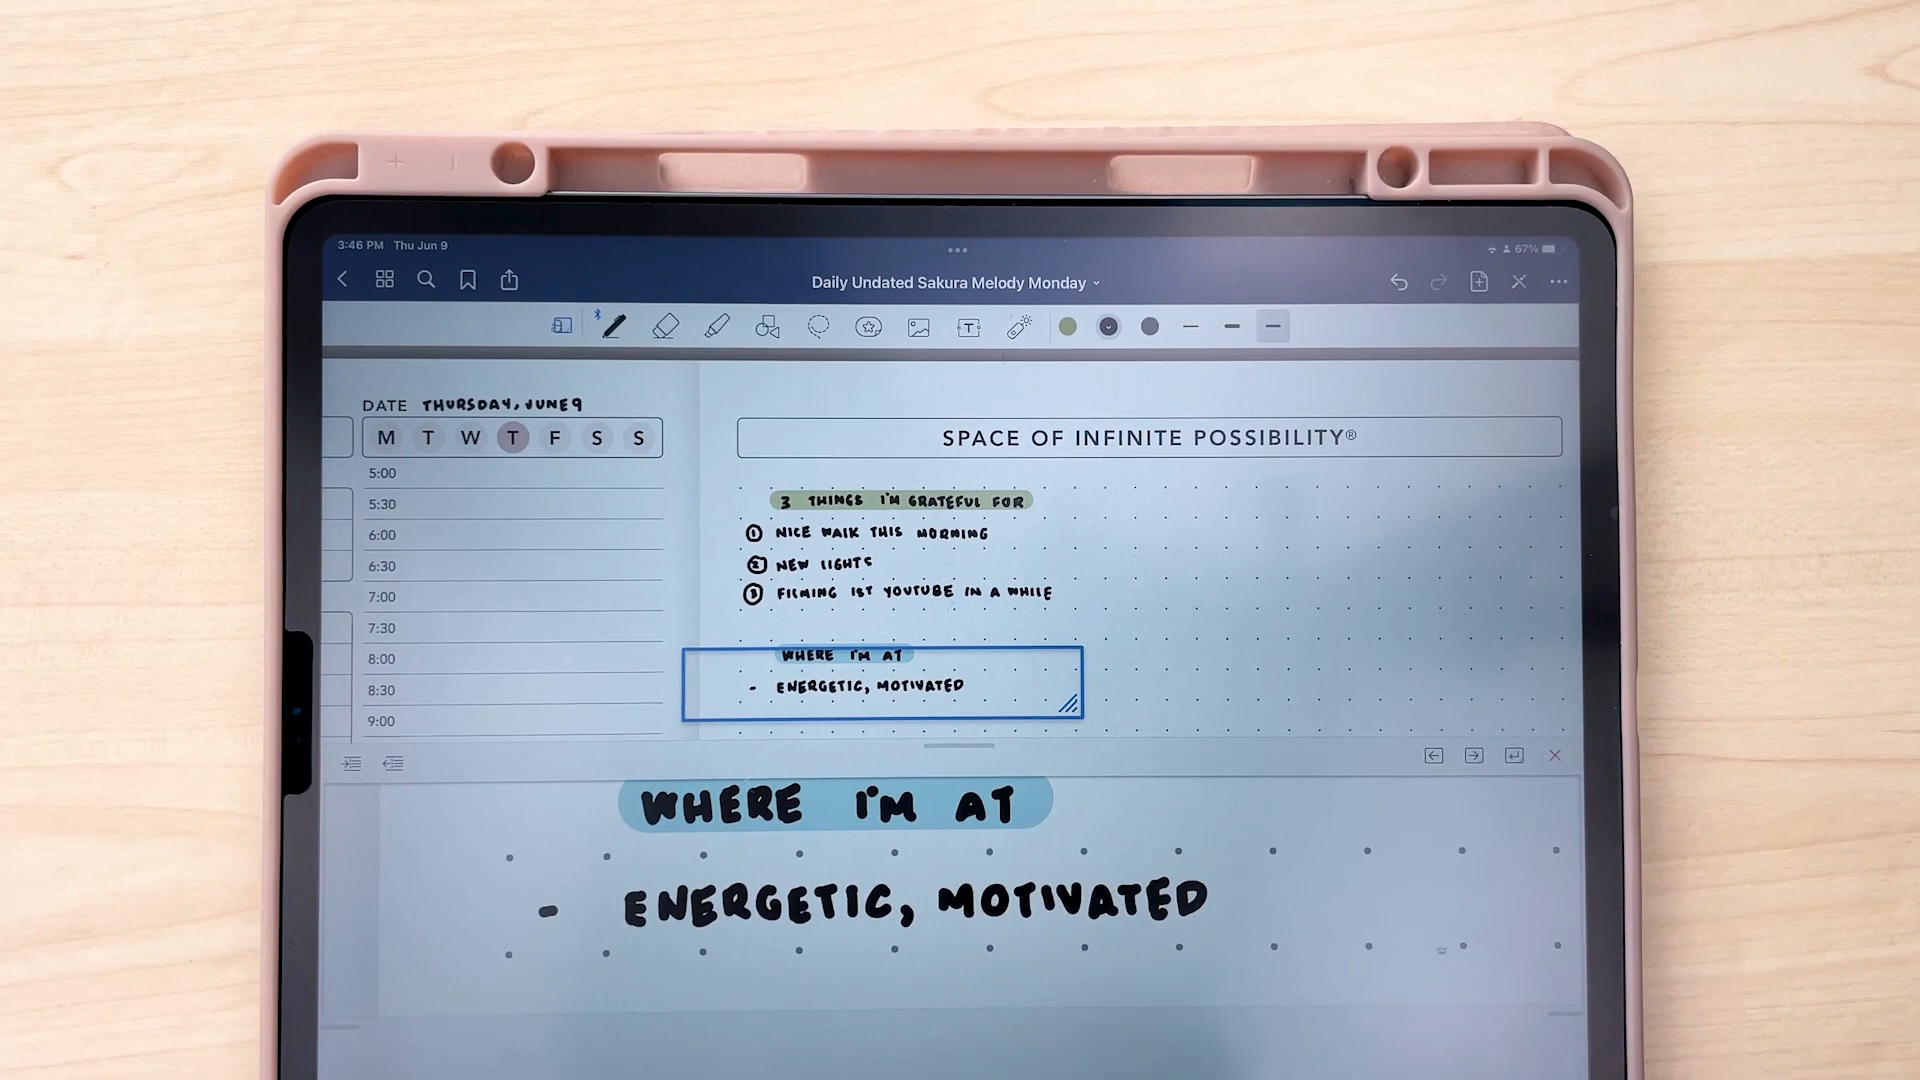 3:46 PM Thu Jun 9
67%
Daily Undated Sakura Melody Monday
DATE THURSDAY, JUNE 9
M T W T F S S
5:00
5:30
6:00
6:30
7:00
7:30
8:00
8:30
9:00
SPACE OF INFINITE POSSIBILITY®
3 THINGS I'M GRATEFUL FOR
1 NICE WALK THIS MORNING
2 NEW LIGHTS
3 FILMING 1ST YOUTUBE IN A WHILE
WHERE I'M AT
- ENERGETIC, MOTIVATED
WHERE I'M AT
- ENERGETIC, MOTIVATED